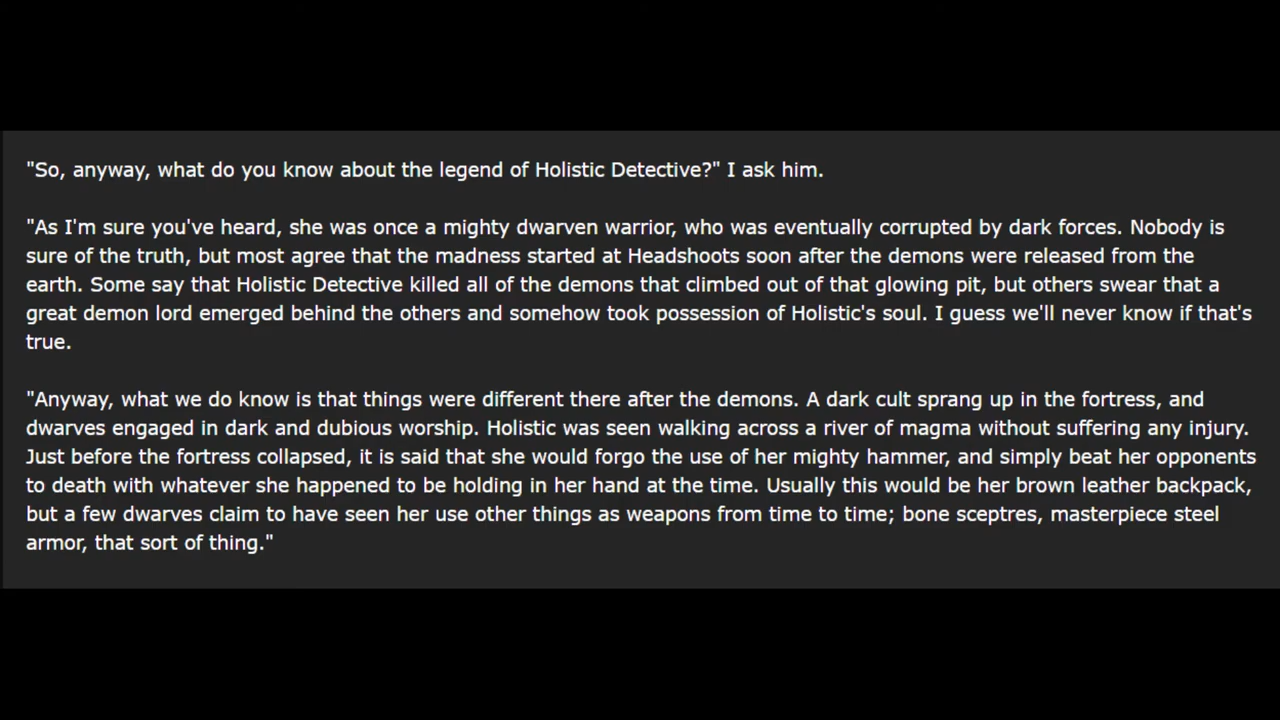 "So, anyway, what do you know about the legend of Holistic Detective?" I ask him.
"As I'm sure you've heard, she was once a mighty dwarven warrior, who was eventually corrupted by dark forces. Nobody is
sure of the truth, but most agree that the madness started at Headshoots soon after the demons were released from the
earth. Some say that Holistic Detective killed all of the demons that climbed out of that glowing pit, but others swear that a
great demon lord emerged behind the others and somehow took possession of Holistic's soul. I guess we'll never know if that's
true.
"Anyway, what we do know is that things were different there after the demons. A dark cult sprang up in the fortress, and
dwarves engaged in dark and dubious worship. Holistic was seen walking across a river of magma without suffering any injury.
Just before the fortress collapsed, it is said that she would forgo the use of her mighty hammer, and simply beat her opponents
to death with whatever she happened to be holding in her hand at the time. Usually this would be her brown leather backpack,
but a few dwarves claim to have seen her use other things as weapons from time to time; bone sceptres, masterpiece steel
armor, that sort of thing."